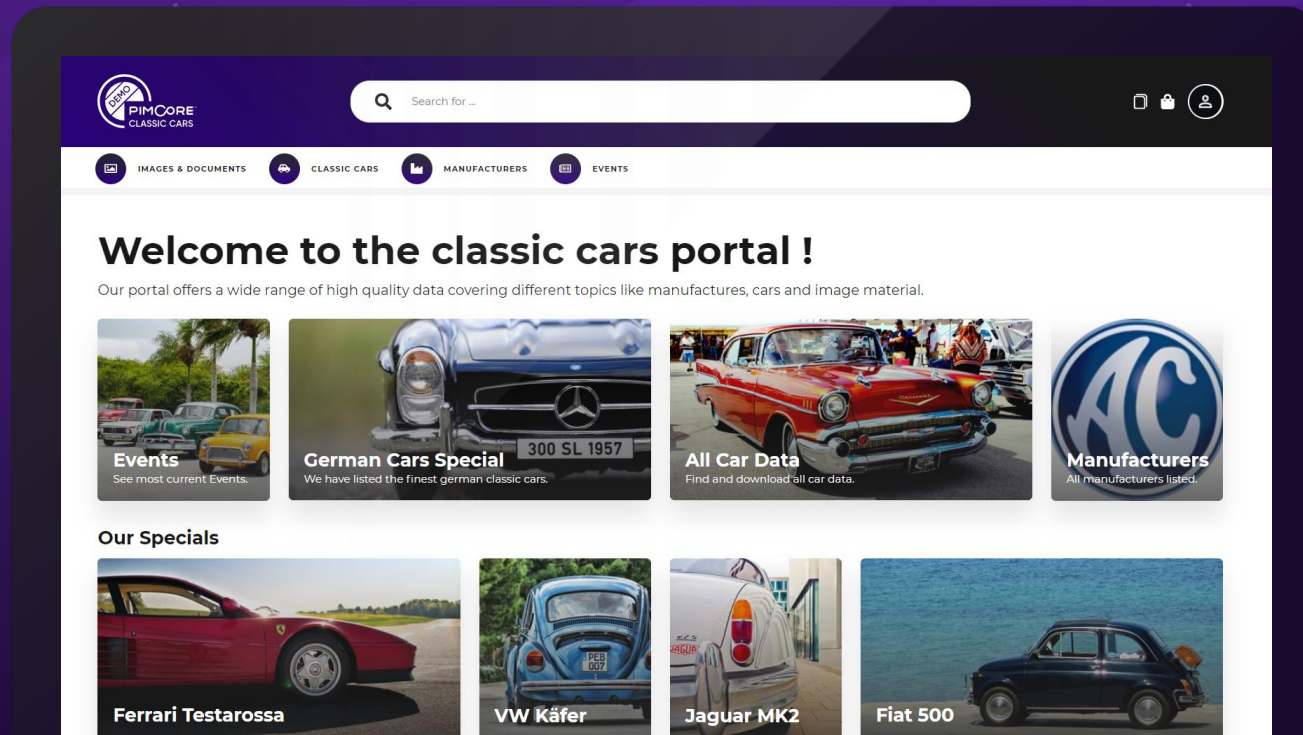 DEMO
PIMCORE
CLASSIC CARS
Search for ...
IMAGES & DOCUMENTS
CLASSIC CARS
MANUFACTURERS
EVENTS
Welcome to the classic cars portal !
Our portal offers a wide range of high quality data covering different topics like manufactures, cars and image material.
Events
See most current Events.
300 SL 1957
German Cars Special
We have listed the finest german classic cars.
Chevrolet
All Car Data
Find and download all car data.
AC
Manufacturers
All manufacturers listed.
Our Specials
Ferrari Testarossa
PEB
007
VW Käfer
JAGUAR
Jaguar MK2
Fiat 500